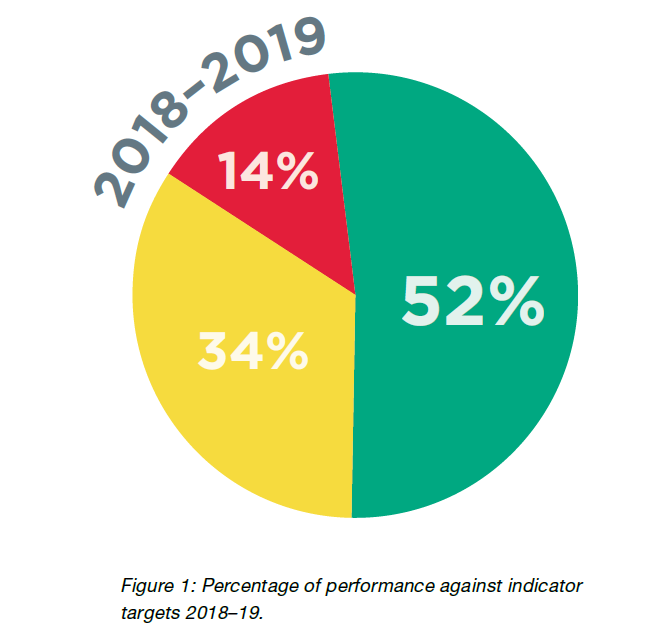 2018–2019
14%
52%
34%
Figure 1: Percentage of performance against indicator
targets 2018–19.